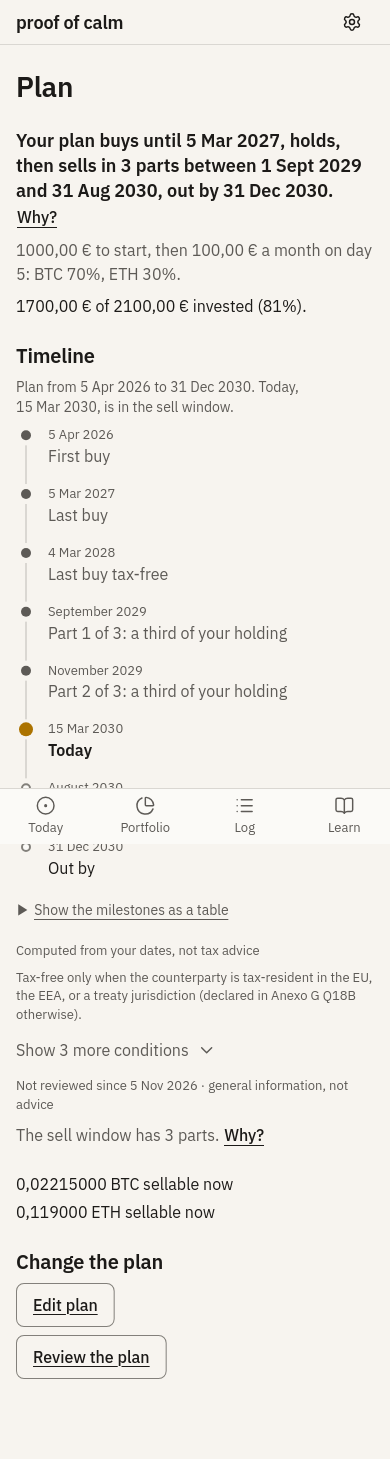 proof of calm
Plan
Your plan buys until 5 Mar 2027, holds,
then sells in 3 parts between 1 Sept 2029
and 31 Aug 2030, out by 31 Dec 2030.
Why?
1000,00 € to start, then 100,00 € a month on day
5: BTC 70%, ETH 30%.
1700,00 € of 2100,00 € invested (81%).
Timeline
Plan from 5 Apr 2026 to 31 Dec 2030. Today,
15 Mar 2030, is in the sell window.
5 Apr 2026
First buy
5 Mar 2027
Last buy
4 Mar 2028
Last buy tax-free
September 2029
Part 1 of 3: a third of your holding
November 2029
Part 2 of 3: a third of your holding
15 Mar 2030
Today
August 2030
Today
Portfolio
Log
Learn
31 Dec 2030
Out by
Show the milestones as a table
Computed from your dates, not tax advice
Tax-free only when the counterparty is tax-resident in the EU,
the EEA, or a treaty jurisdiction (declared in Anexo G Q18B
otherwise).
Show 3 more conditions
Not reviewed since 5 Nov 2026 · general information, not
advice
The sell window has 3 parts. Why?
0,02215000 BTC sellable now
0,119000 ETH sellable now
Change the plan
Edit plan
Review the plan